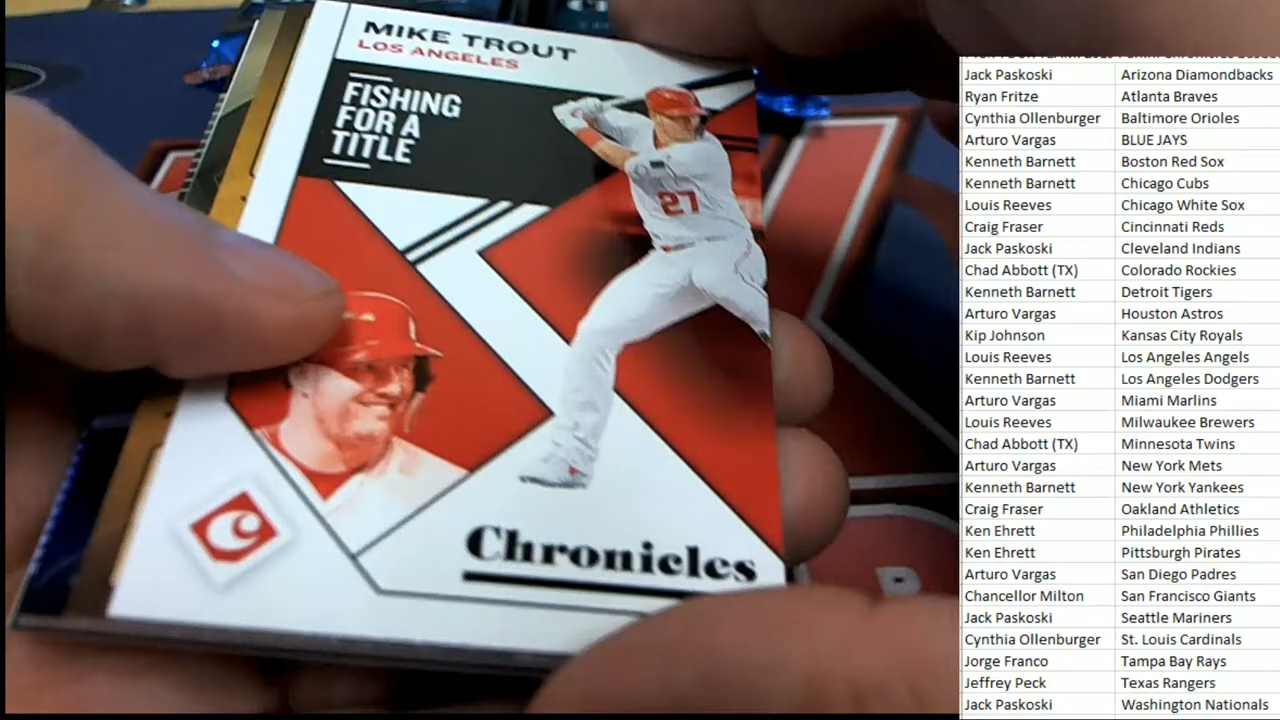 MIKE TROUT
LOS ANGELES
FISHING
FOR A
TITLE
27
C
Chronicles
Jack Paskoski Arizona Diamondbacks
Ryan Fritze Atlanta Braves
Cynthia Ollenburger Baltimore Orioles
Arturo Vargas BLUE JAYS
Kenneth Barnett Boston Red Sox
Kenneth Barnett Chicago Cubs
Louis Reeves Chicago White Sox
Craig Fraser Cincinnati Reds
Jack Paskoski Cleveland Indians
Chad Abbott (TX) Colorado Rockies
Kenneth Barnett Detroit Tigers
Arturo Vargas Houston Astros
Kip Johnson Kansas City Royals
Louis Reeves Los Angeles Angels
Kenneth Barnett Los Angeles Dodgers
Arturo Vargas Miami Marlins
Louis Reeves Milwaukee Brewers
Chad Abbott (TX) Minnesota Twins
Arturo Vargas New York Mets
Kenneth Barnett New York Yankees
Craig Fraser Oakland Athletics
Ken Ehrett Philadelphia Phillies
Ken Ehrett Pittsburgh Pirates
Arturo Vargas San Diego Padres
Chancellor Milton San Francisco Giants
Jack Paskoski Seattle Mariners
Cynthia Ollenburger St. Louis Cardinals
Jorge Franco Tampa Bay Rays
Jeffrey Peck Texas Rangers
Jack Paskoski Washington Nationals